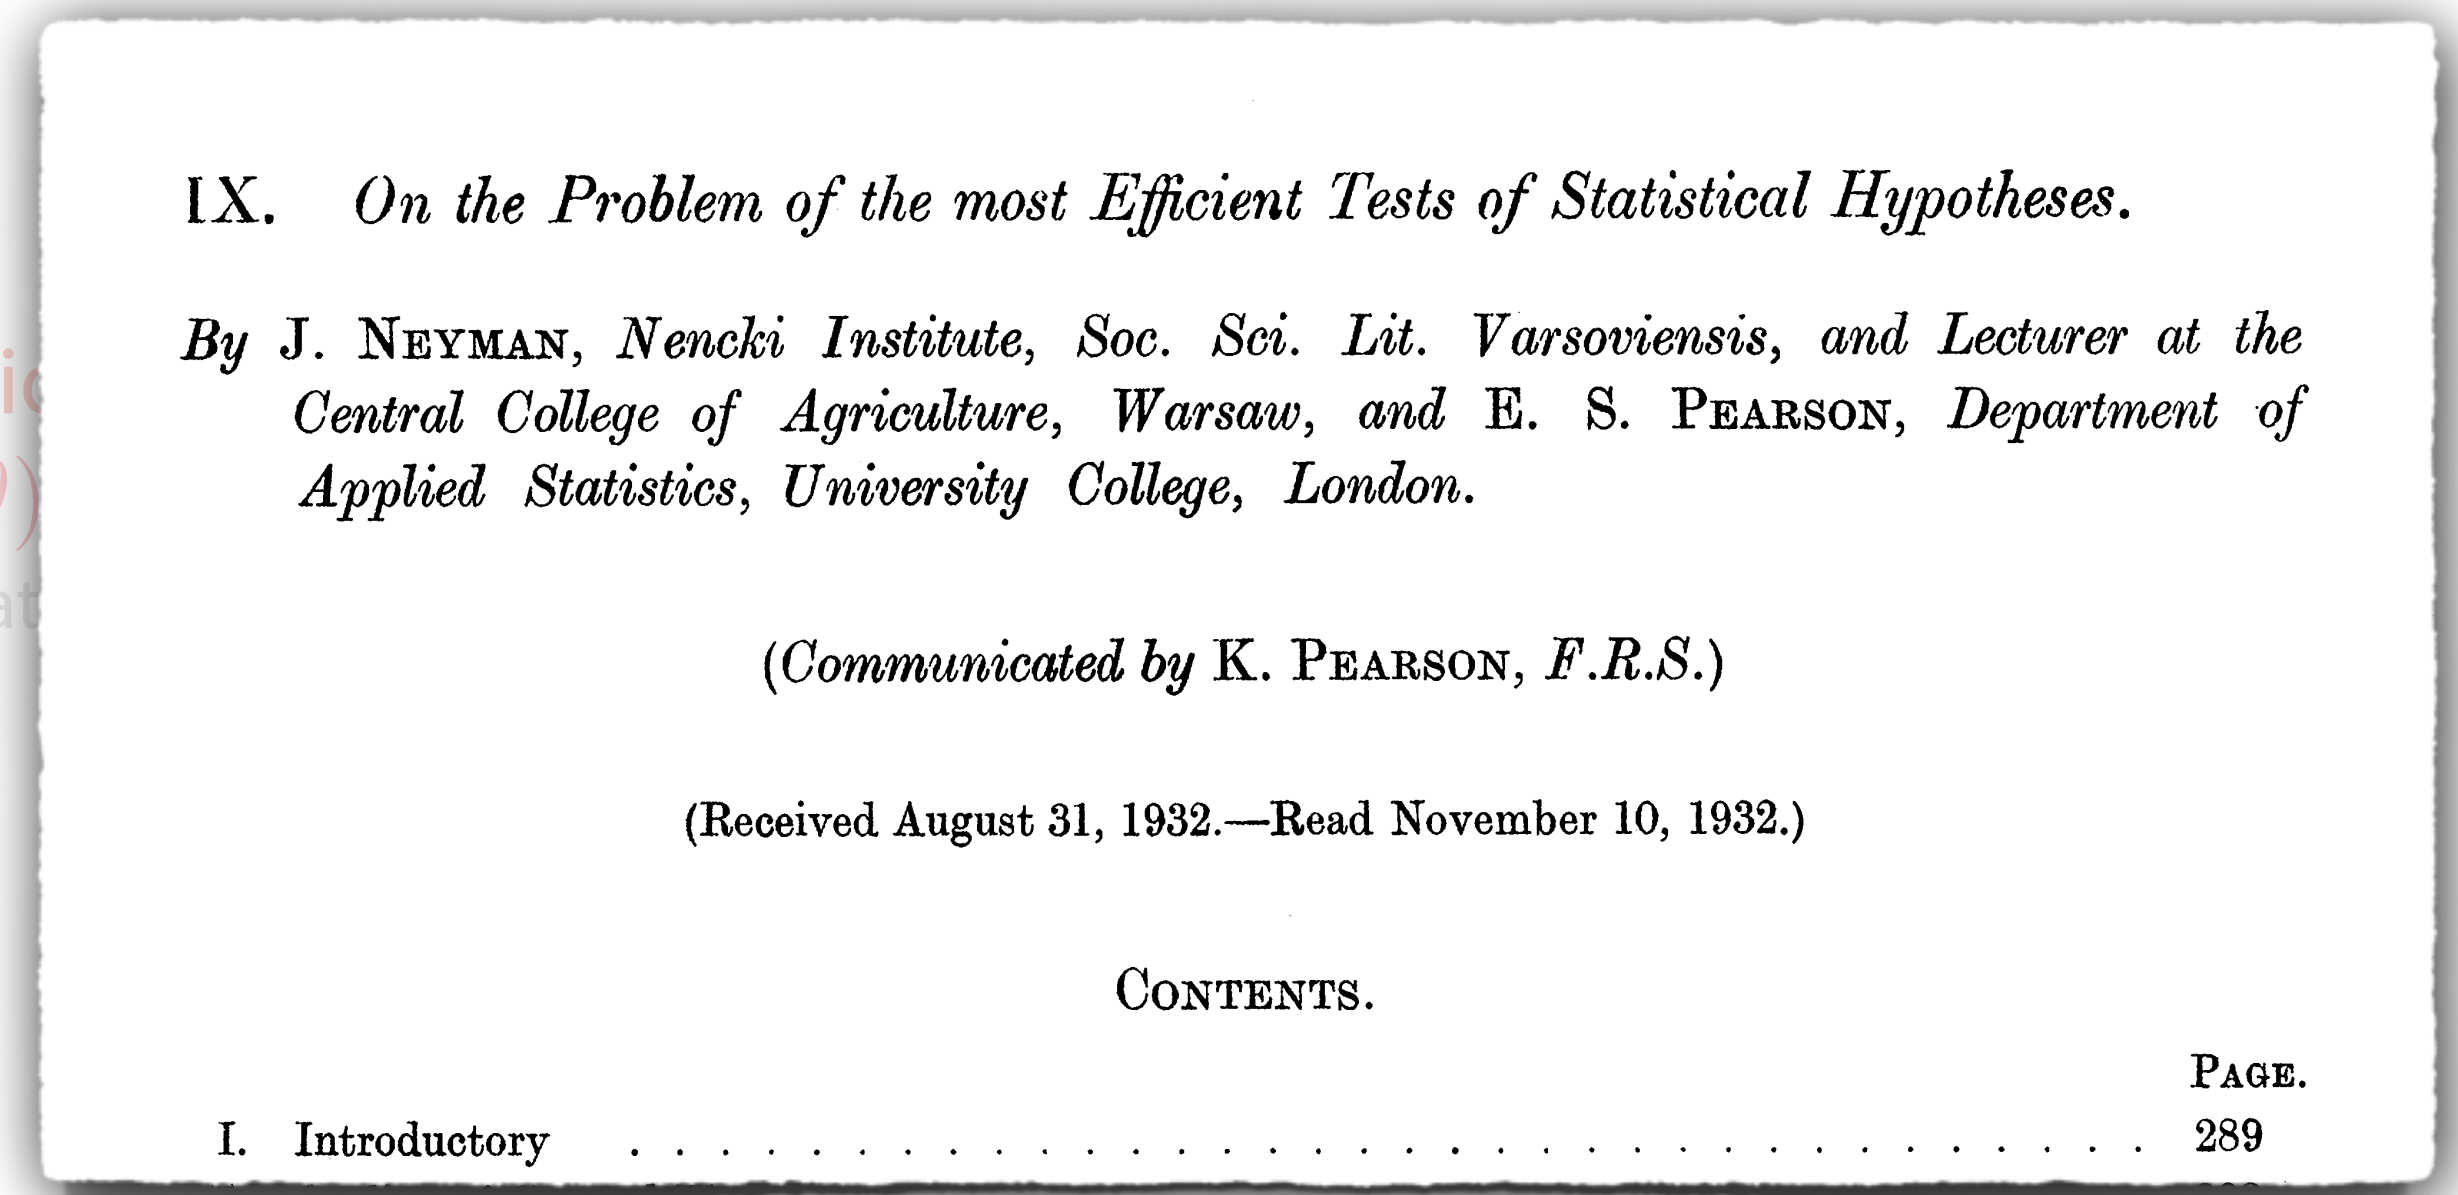 IX. On the Problem of the most Efficient Tests of Statistical Hypotheses.
By J. NEYMAN, Nencki Institute, Soc. Sci. Lit. Varsoviensis, and Lecturer at the
Central College of Agriculture, Warsaw, and E. S. PEARSON, Department of
Applied Statistics, University College, London.
(Communicated by K. PEARSON, F.R.S.)
(Received August 31, 1932.—Read November 10, 1932.)
CONTENTS.
PAGE.
I. Introductory . . . . . . . . . . . . . . . . . . . . . . . . . . . . . . . . . . 289